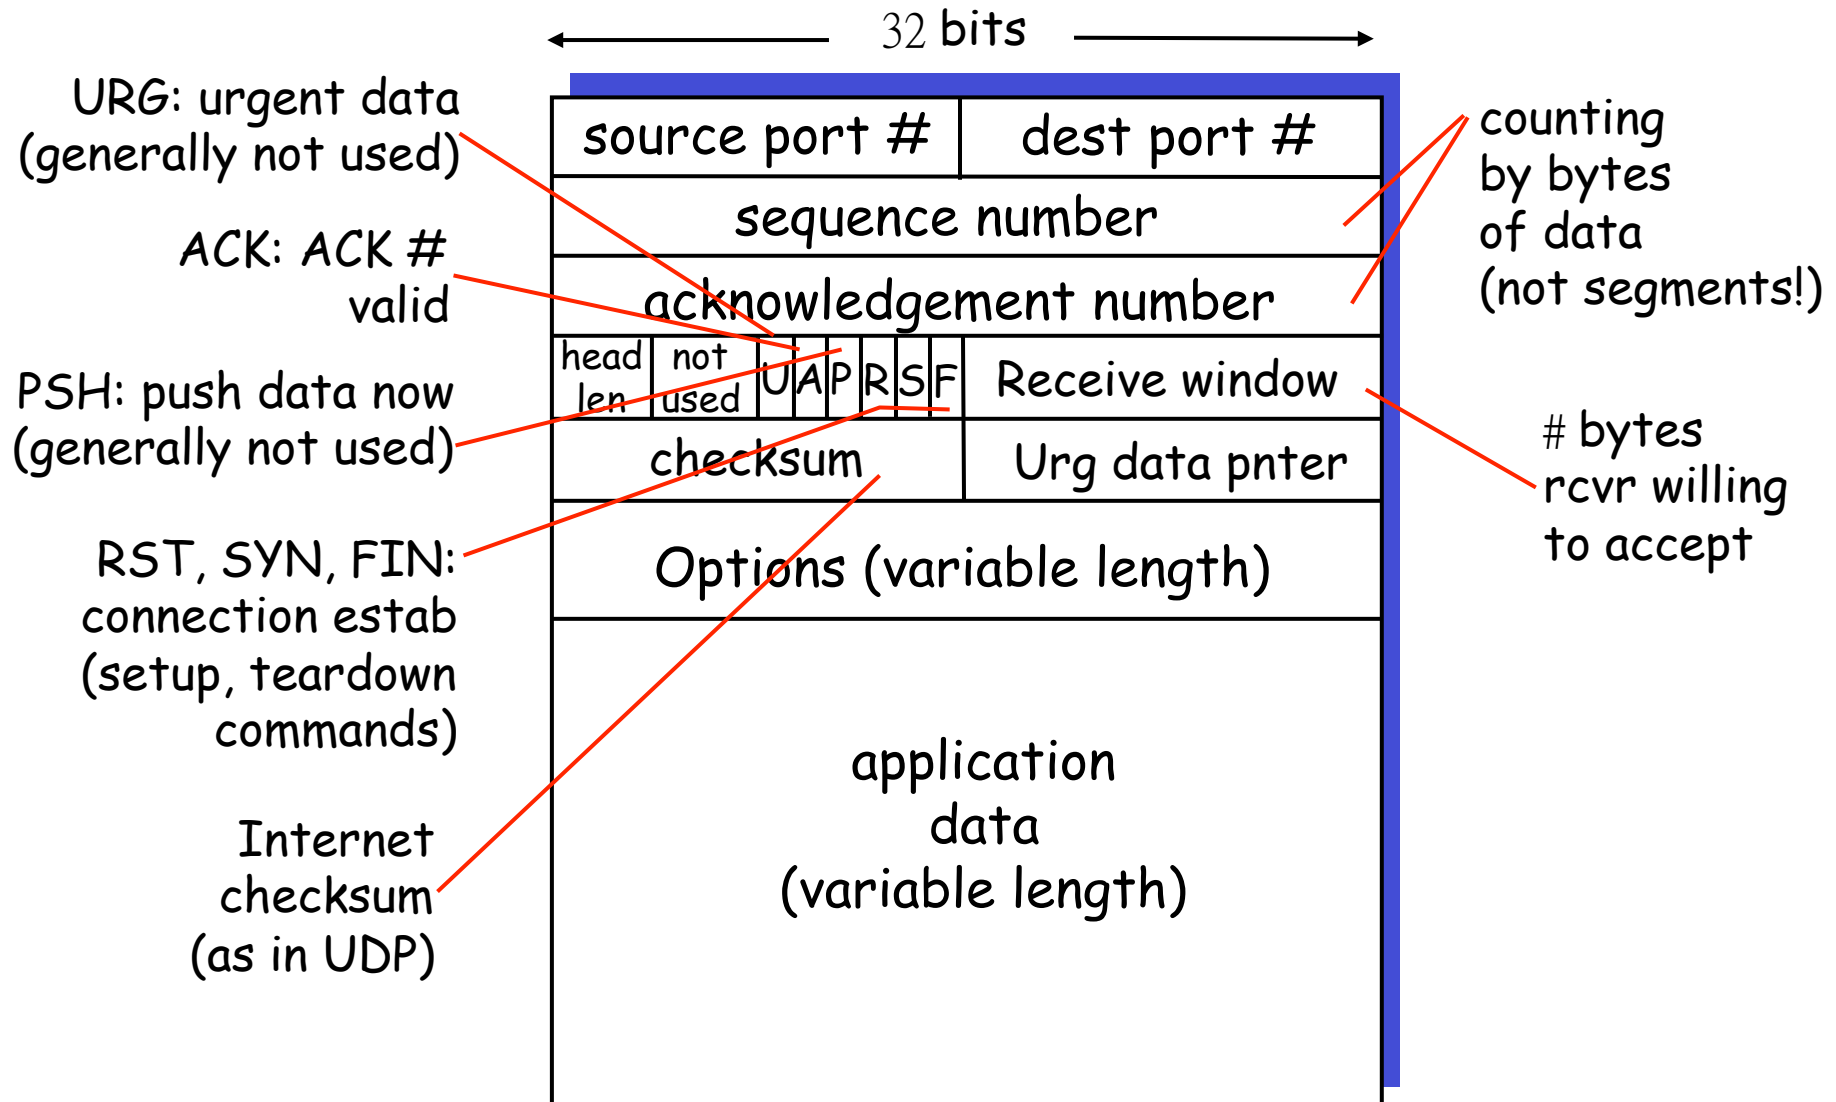 32 bits
URG: urgent data
(generally not used)
ACK: ACK #
valid
PSH: push data now
(generally not used)
RST, SYN, FIN:
connection estab
(setup, teardown
commands)
Internet
checksum
(as in UDP)
source port #
dest port #
sequence number
acknowledgement number
head
len
not
used
U
A
P
R
S
F
Receive window
checksum
Urg data pnter
Options (variable length)
application
data
(variable length)
counting
by bytes
of data
(not segments!)
# bytes
rcvr willing
to accept